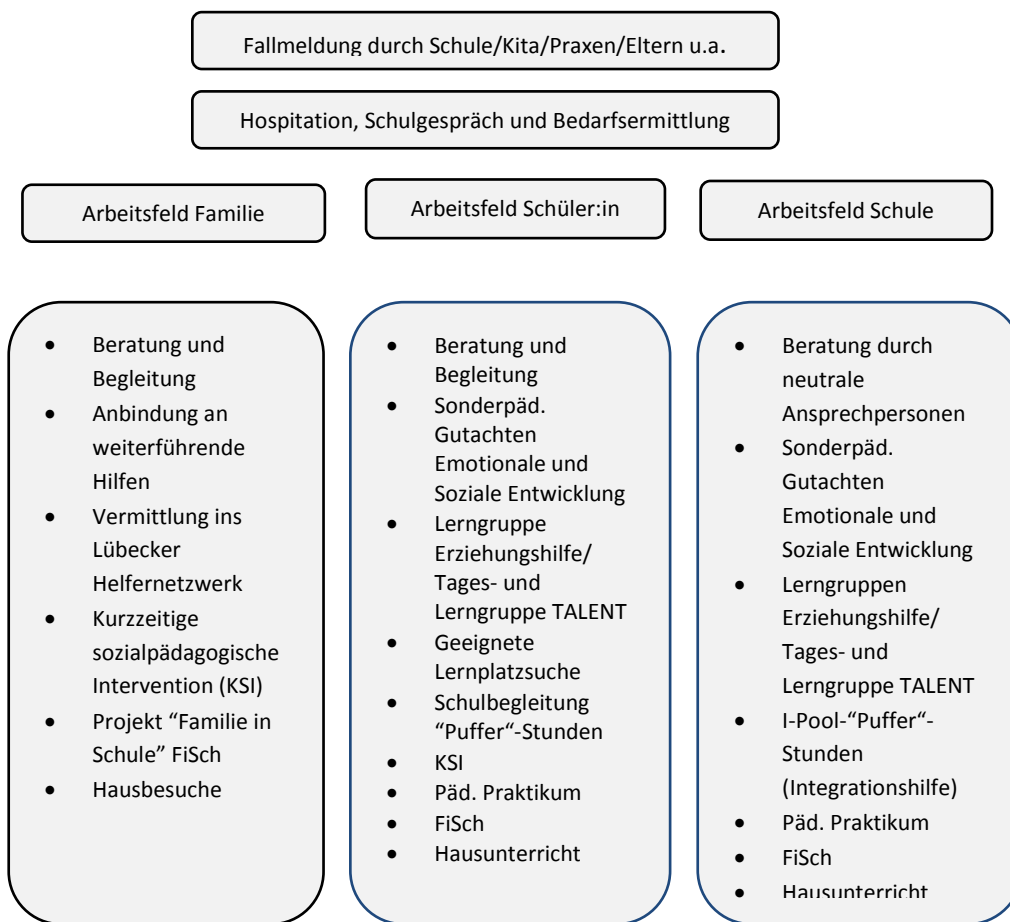 Fallmeldung durch Schule/Kita/Praxen/Eltern u.a.
Hospitation, Schulgespräch und Bedarfsermittlung
Arbeitsfeld Familie
Arbeitsfeld Schüler:in
Arbeitsfeld Schule
• Beratung und
Begleitung
• Anbindung an
weiterführende
Hilfen
• Vermittlung ins
Lübecker
Helfernetzwerk
• Kurzzeitige
sozialpädagogische
Intervention (KSI)
• Projekt “Familie in
Schule” FiSch
• Hausbesuche
• Beratung und
Begleitung
• Sonderpäd.
Gutachten
Emotionale und
Soziale Entwicklung
• Lerngruppe
Erziehungshilfe/
Tages- und
Lerngruppe TALENT
• Geeignete
Lernplatzsuche
• Schulbegleitung
“Puffer“-Stunden
• KSI
• Päd. Praktikum
• FiSch
• Hausunterricht
• Beratung durch
neutrale
Ansprechpersonen
• Sonderpäd.
Gutachten
Emotionale und
Soziale Entwicklung
• Lerngruppen
Erziehungshilfe/
Tages- und
Lerngruppe TALENT
• I-Pool-“Puffer“-
Stunden
(Integrationshilfe)
• Päd. Praktikum
• FiSch
• Hausunterricht